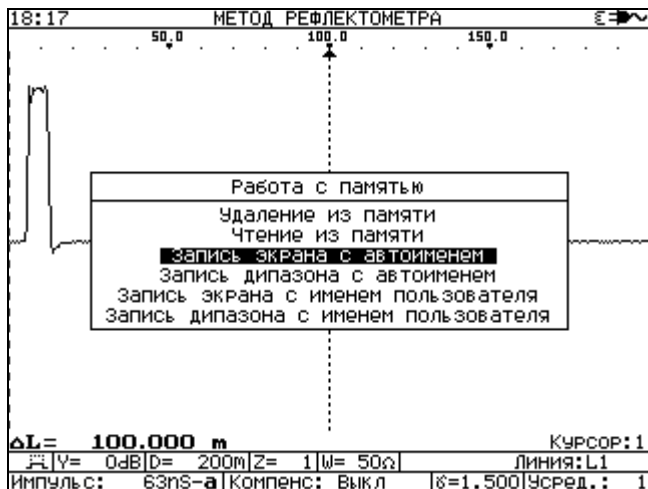 18:17 МЕТОД РЕФЛЕКТОМЕТРА
50.0 100.0 150.0
Работа с памятью
Удаление из памяти
Чтение из памяти
Запись экрана с автоименем
Запись дипазона с автоименем
Запись экрана с именем пользователя
Запись дипазона с именем пользователя
ΔL= 100.000 m Курсор:1
Y= 0dB D= 200m Z= 1 W= 50Ω Линия:L1
Импульс: 63nS-a Компенс: Выкл γ=1.500 Усред.: 1